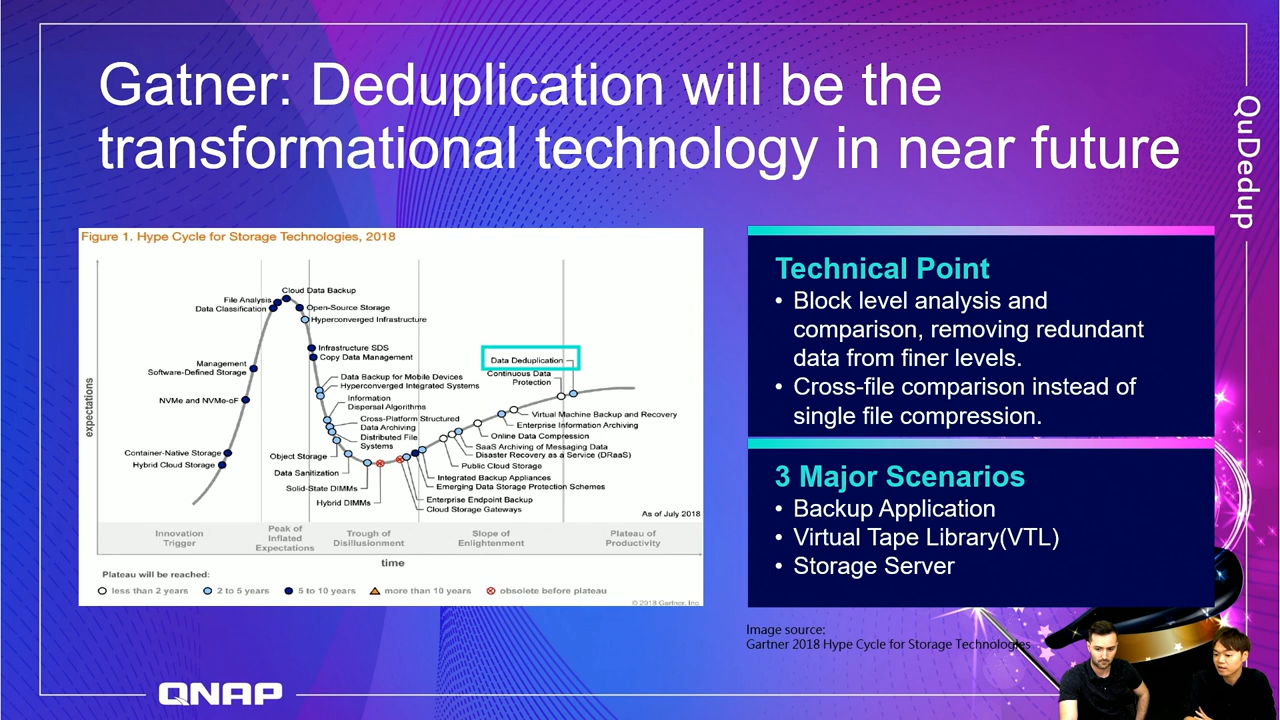 Gatner: Deduplication will be the
transformational technology in near future
QuDedup
Figure 1. Hype Cycle for Storage Technologies, 2018
expectations
Cloud Data Backup
File Analysis
Data Classification
Open-Source Storage
Hyperconverged Infrastructure
Infrastructure SDS
Copy Data Management
Management
Software-Defined Storage
Data Backup for Mobile Devices
Hyperconverged Integrated Systems
NVMe and NVMe-oF
Information
Dispersal Algorithms
Cross-Platform Structured
Data Archiving
Distributed File
Systems
Container-Native Storage
Hybrid Cloud Storage
Object Storage
Data Sanitization
Solid-State DIMMs
Hybrid DIMMs
Data Deduplication
Continuous Data
Protection
Virtual Machine Backup and Recovery
Enterprise Information Archiving
Online Data Compression
SaaS Archiving of Messaging Data
Disaster Recovery as a Service (DRaaS)
Public Cloud Storage
Integrated Backup Appliances
Emerging Data Storage Protection Schemes
Enterprise Endpoint Backup
Cloud Storage Gateways
As of July 2018
Innovation
Trigger
Peak of
Inflated
Expectations
Trough of
Disillusionment
Slope of
Enlightenment
Plateau of
Productivity
time
Plateau will be reached:
less than 2 years
2 to 5 years
5 to 10 years
more than 10 years
obsolete before plateau
© 2018 Gartner, Inc.
Technical Point
• Block level analysis and
comparison, removing redundant
data from finer levels.
• Cross-file comparison instead of
single file compression.
3 Major Scenarios
• Backup Application
• Virtual Tape Library(VTL)
• Storage Server
Image source:
Gartner 2018 Hype Cycle for Storage Technologies
QNAP